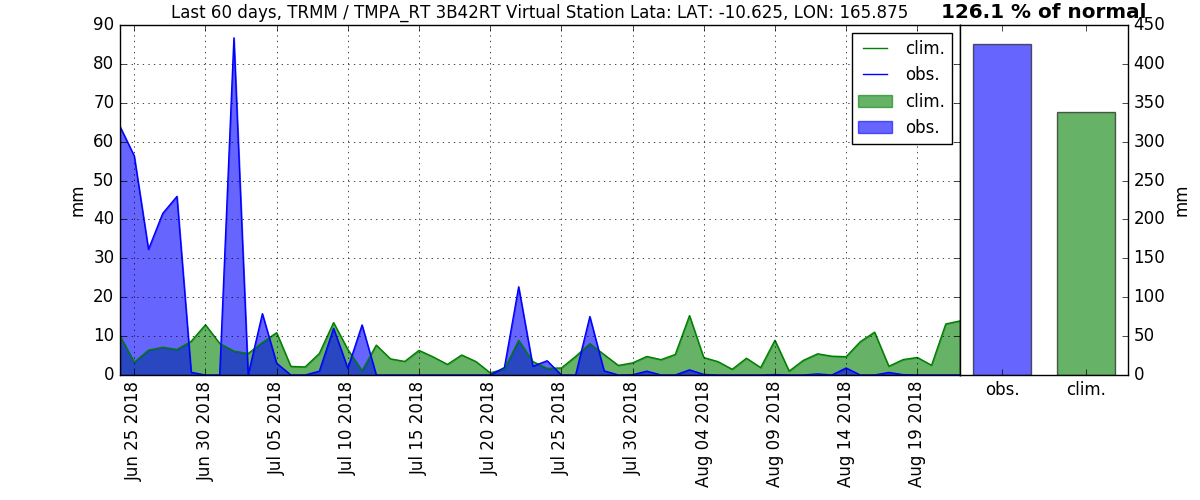 Last 60 days, TRMM / TMPA_RT 3B42RT Virtual Station Lata: LAT: -10.625, LON: 165.875
126.1 % of normal
90
80
70
60
50
40
30
20
10
0
mm
clim.
obs.
clim.
obs.
450
400
350
300
250
200
150
100
50
0
mm
Jun 25 2018
Jun 30 2018
Jul 05 2018
Jul 10 2018
Jul 15 2018
Jul 20 2018
Jul 25 2018
Jul 30 2018
Aug 04 2018
Aug 09 2018
Aug 14 2018
Aug 19 2018
obs.
clim.